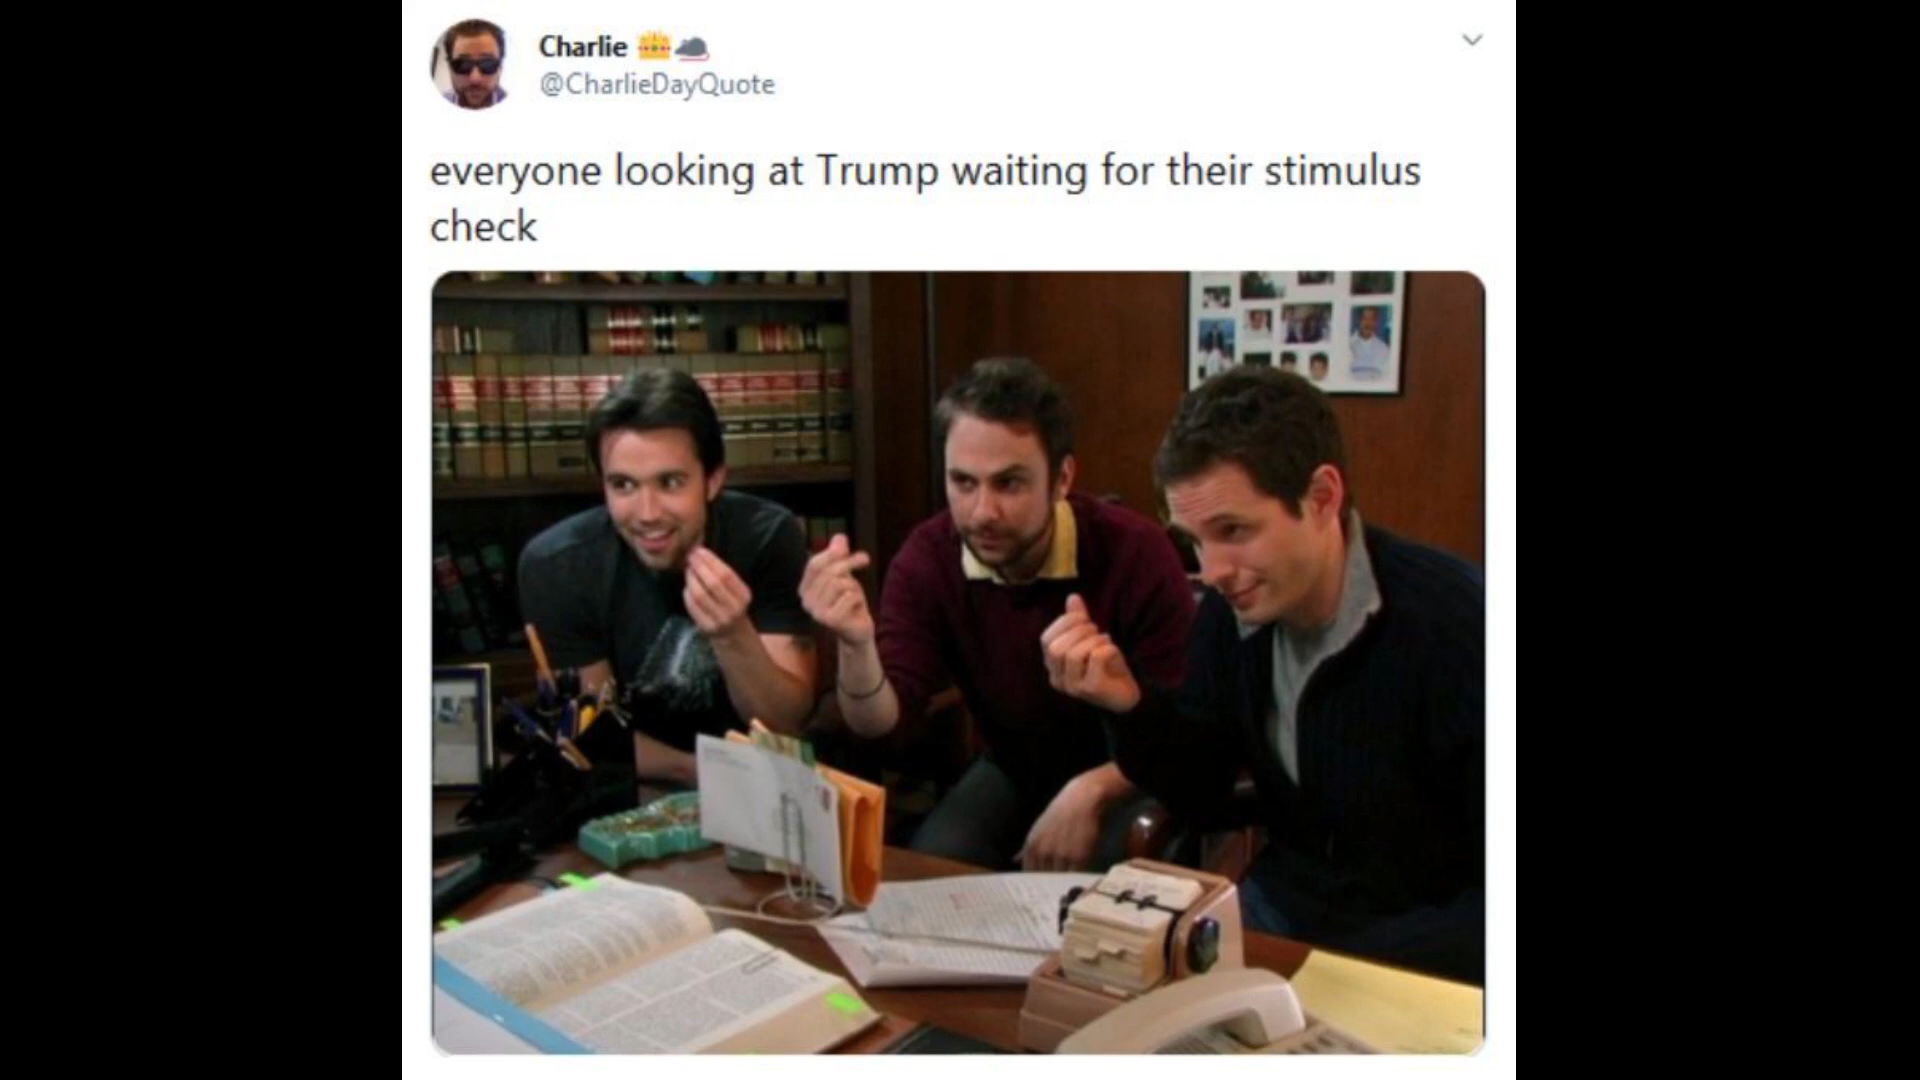 Charlie 👑🐀
@CharlieDayQuote
everyone looking at Trump waiting for their stimulus
check